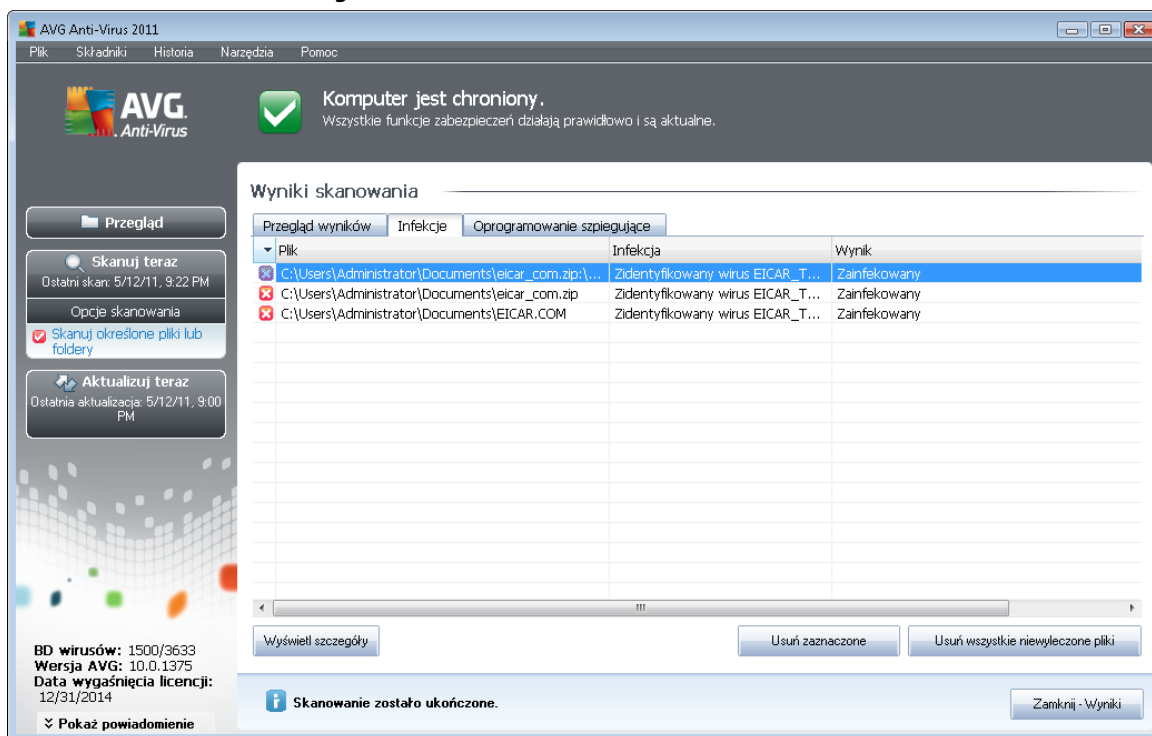 AVG Anti-Virus 2011
Plik Składniki Historia Narzędzia Pomoc
AVG.
Anti-Virus
Komputer jest chroniony.
Wszystkie funkcje zabezpieczeń działają prawidłowo i są aktualne.
Przegląd
Skanuj teraz
Ostatni skan: 5/12/11, 9:22 PM
Opcje skanowania
Skanuj określone pliki lub
foldery
Aktualizuj teraz
Ostatnia aktualizacja: 5/12/11, 9:00
PM
BD wirusów: 1500/3633
Wersja AVG: 10.0.1375
Data wygaśnięcia licencji:
12/31/2014
Pokaż powiadomienie
Wyniki skanowania
Przegląd wyników Infekcje Oprogramowanie szpiegujące
Plik Infekcja Wynik
C:\Users\Administrator\Documents\eicar_com.zip:\... Zidentyfikowany wirus EICAR_T... Zainfekowany
C:\Users\Administrator\Documents\eicar_com.zip Zidentyfikowany wirus EICAR_T... Zainfekowany
C:\Users\Administrator\Documents\EICAR.COM Zidentyfikowany wirus EICAR_T... Zainfekowany
Wyświetl szczegóły Usuń zaznaczone Usuń wszystkie niewyleczone pliki
Skanowanie zostało ukończone.
Zamknij - Wyniki